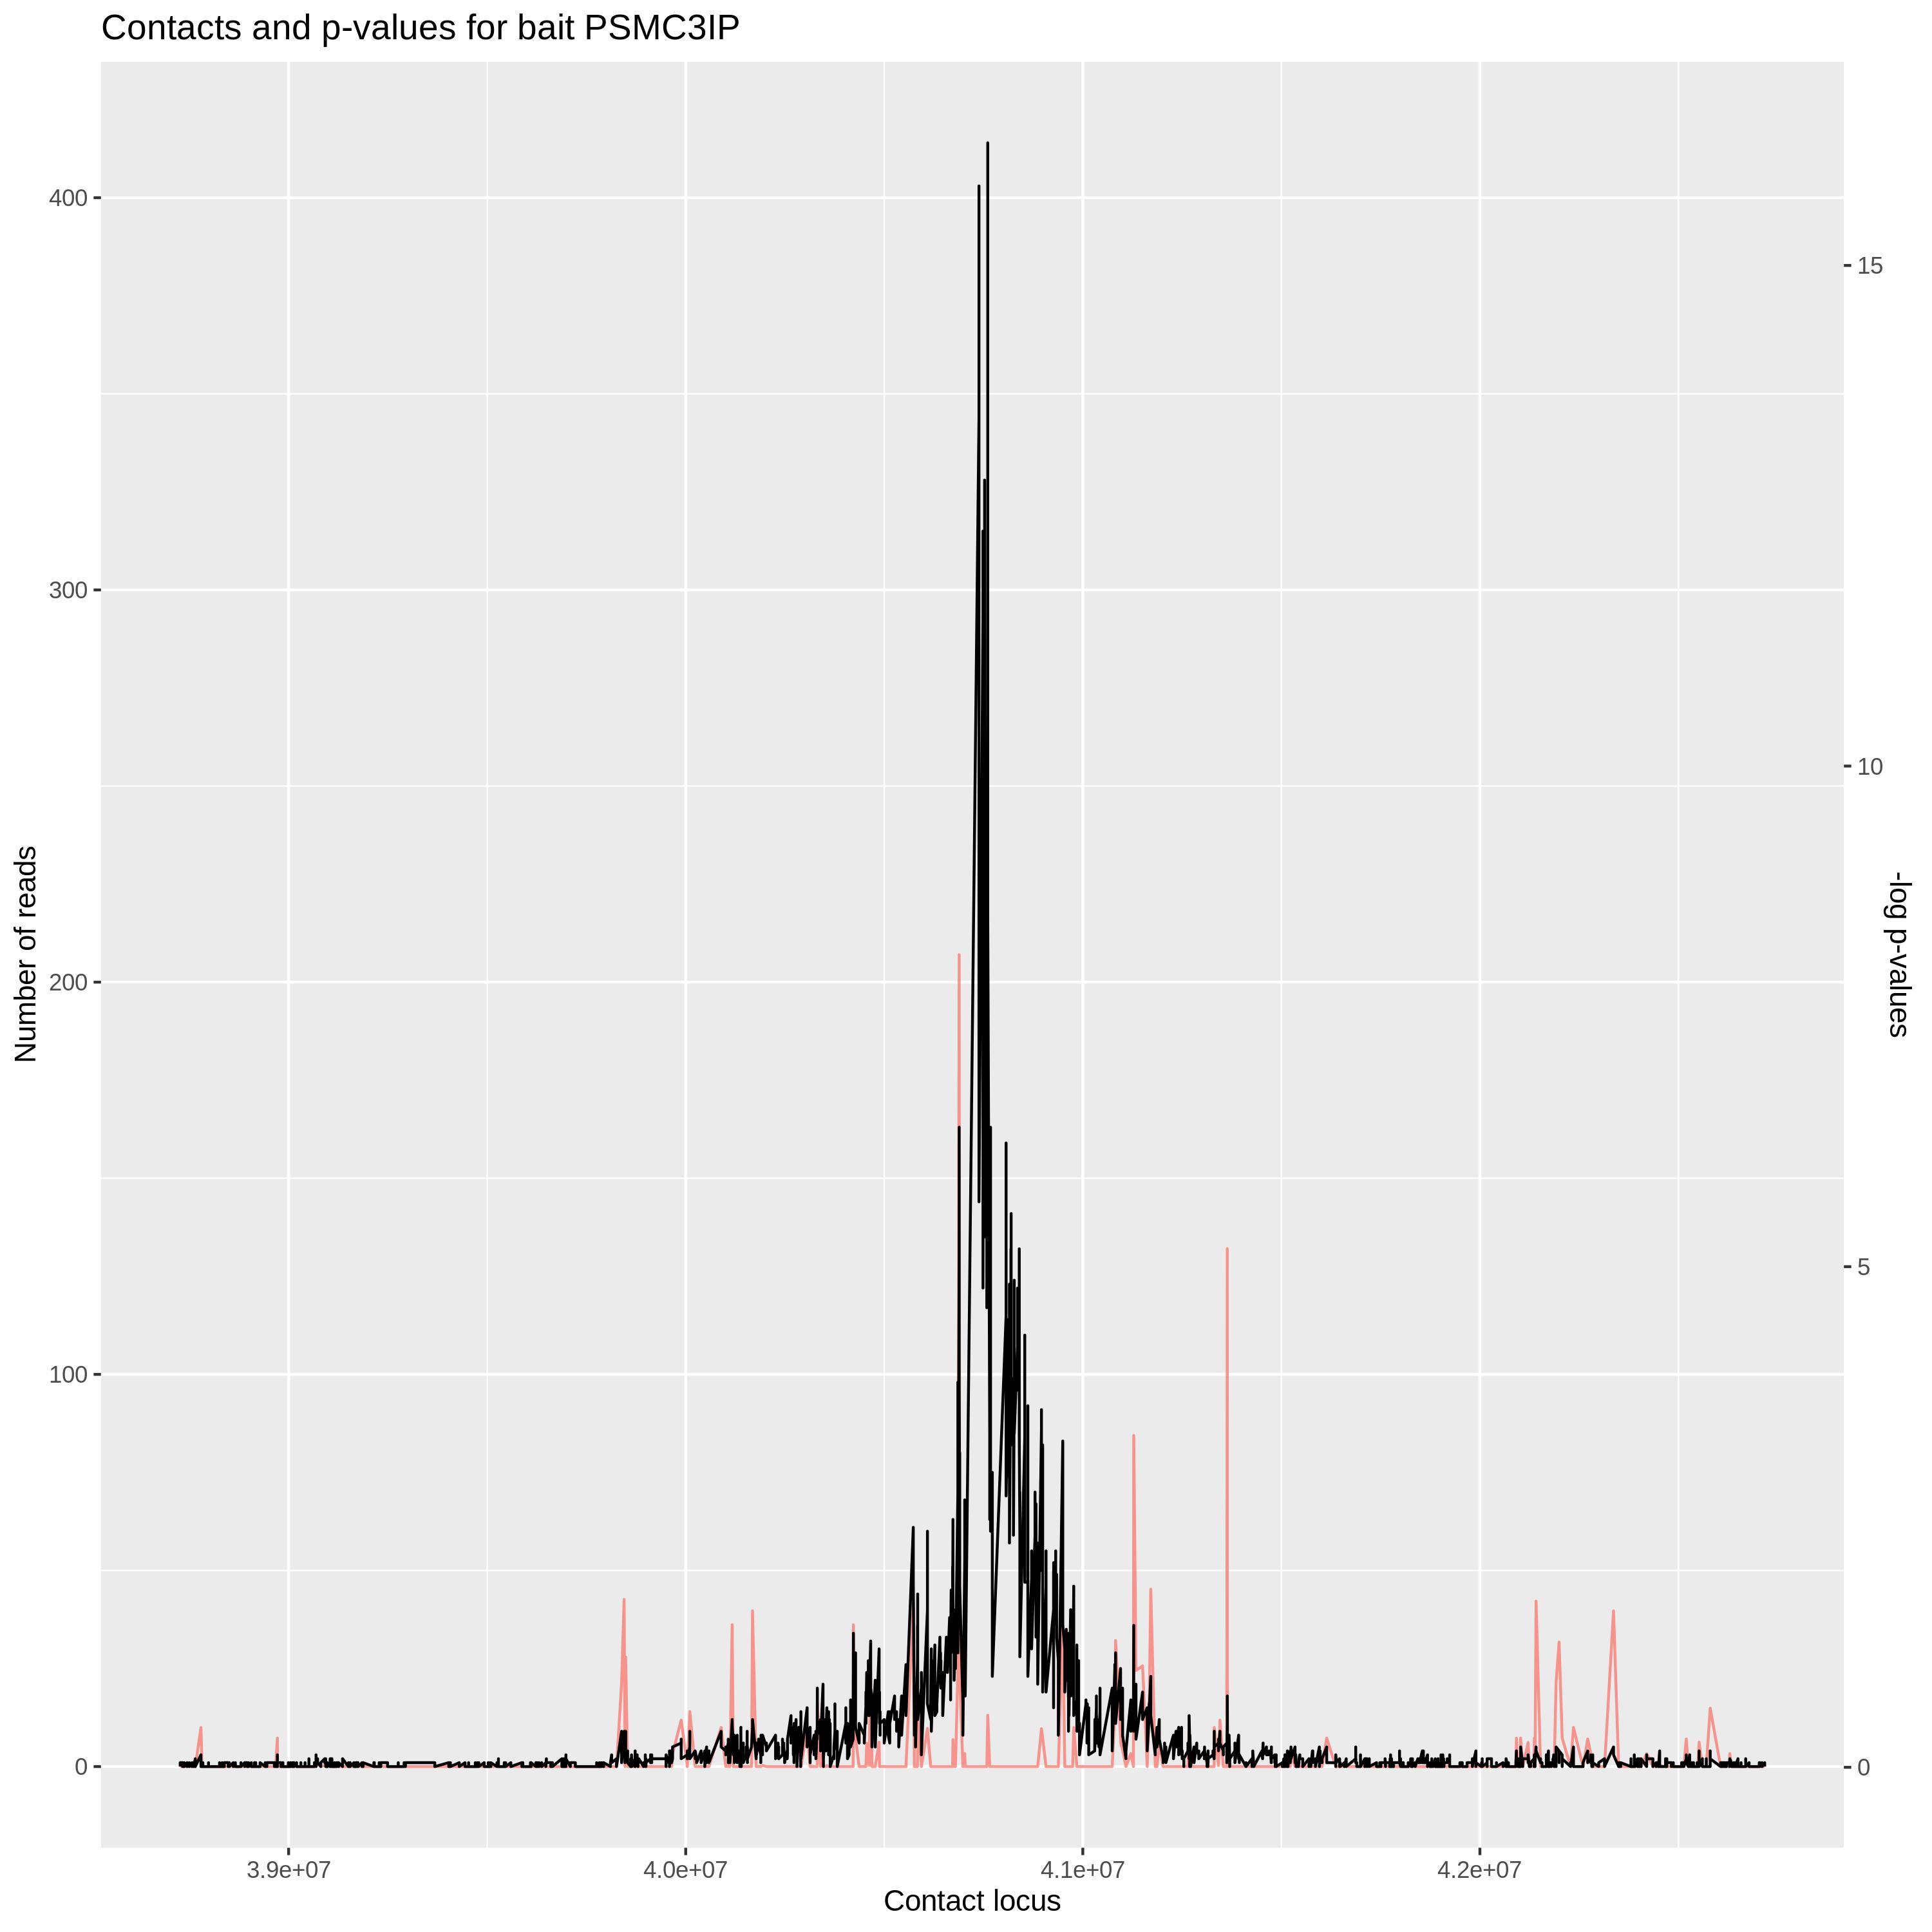 Contacts and p-values for bait PSMC3IP
400
300
200
100
0
Number of reads
15
10
5
0
-log p-values
3.9e+07
4.0e+07
4.1e+07
4.2e+07
Contact locus